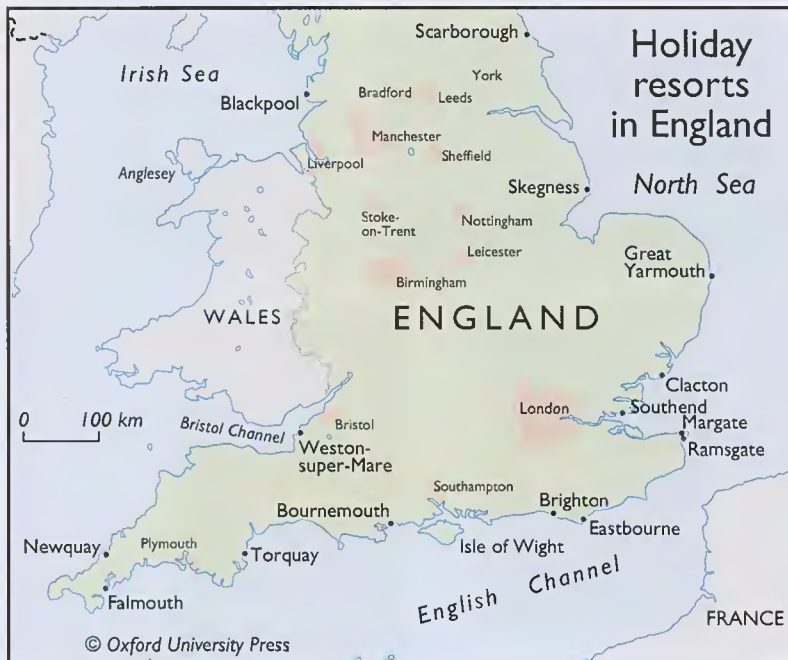 Holiday
resorts
in England
Scarborough
Irish Sea
York
Bradford
Leeds
Blackpool
Manchester
Liverpool
Sheffield
Anglesey
Skegness
North Sea
Stoke-
on-Trent
Nottingham
Leicester
Great
Yarmouth
Birmingham
WALES
ENGLAND
Clacton
0 100 km
Bristol Channel
Bristol
London
Southend
Margate
Ramsgate
Weston-
super-Mare
Southampton
Bournemouth
Brighton
Eastbourne
Isle of Wight
Newquay
Plymouth
Torquay
Falmouth
English Channel
FRANCE
© Oxford University Press